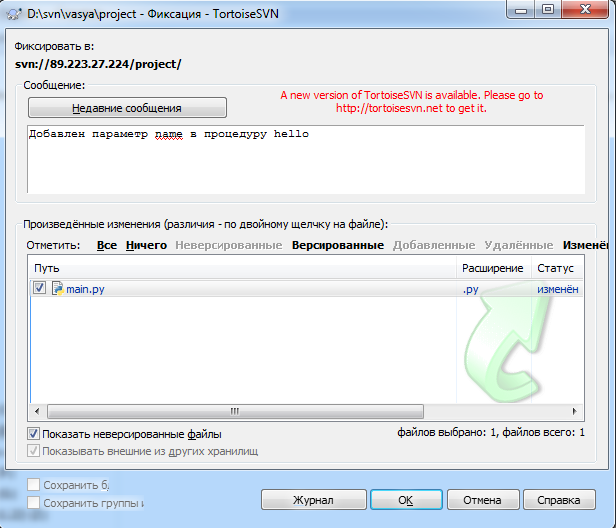 D:\svn\vasya\project - Фиксация - TortoiseSVN
Фиксировать в:
svn://89.223.27.224/project/
Сообщение:
Недавние сообщения
A new version of TortoiseSVN is available. Please go to
http://tortoisesvn.net to get it.
Добавлен параметр name в процедуру hello
Произведённые изменения (различия - по двойному щелчку на файле):
Отметить: Все Ничего Неверсированные Версированные Добавленные Удалённые Изменён
Путь Расширение Статус
main.py .py изменён
Показать неверсированные файлы файлов выбрано: 1, файлов всего: 1
Показывать внешние из других хранилищ
Сохранить
Сохранить группы и
Журнал OK Отмена Справка